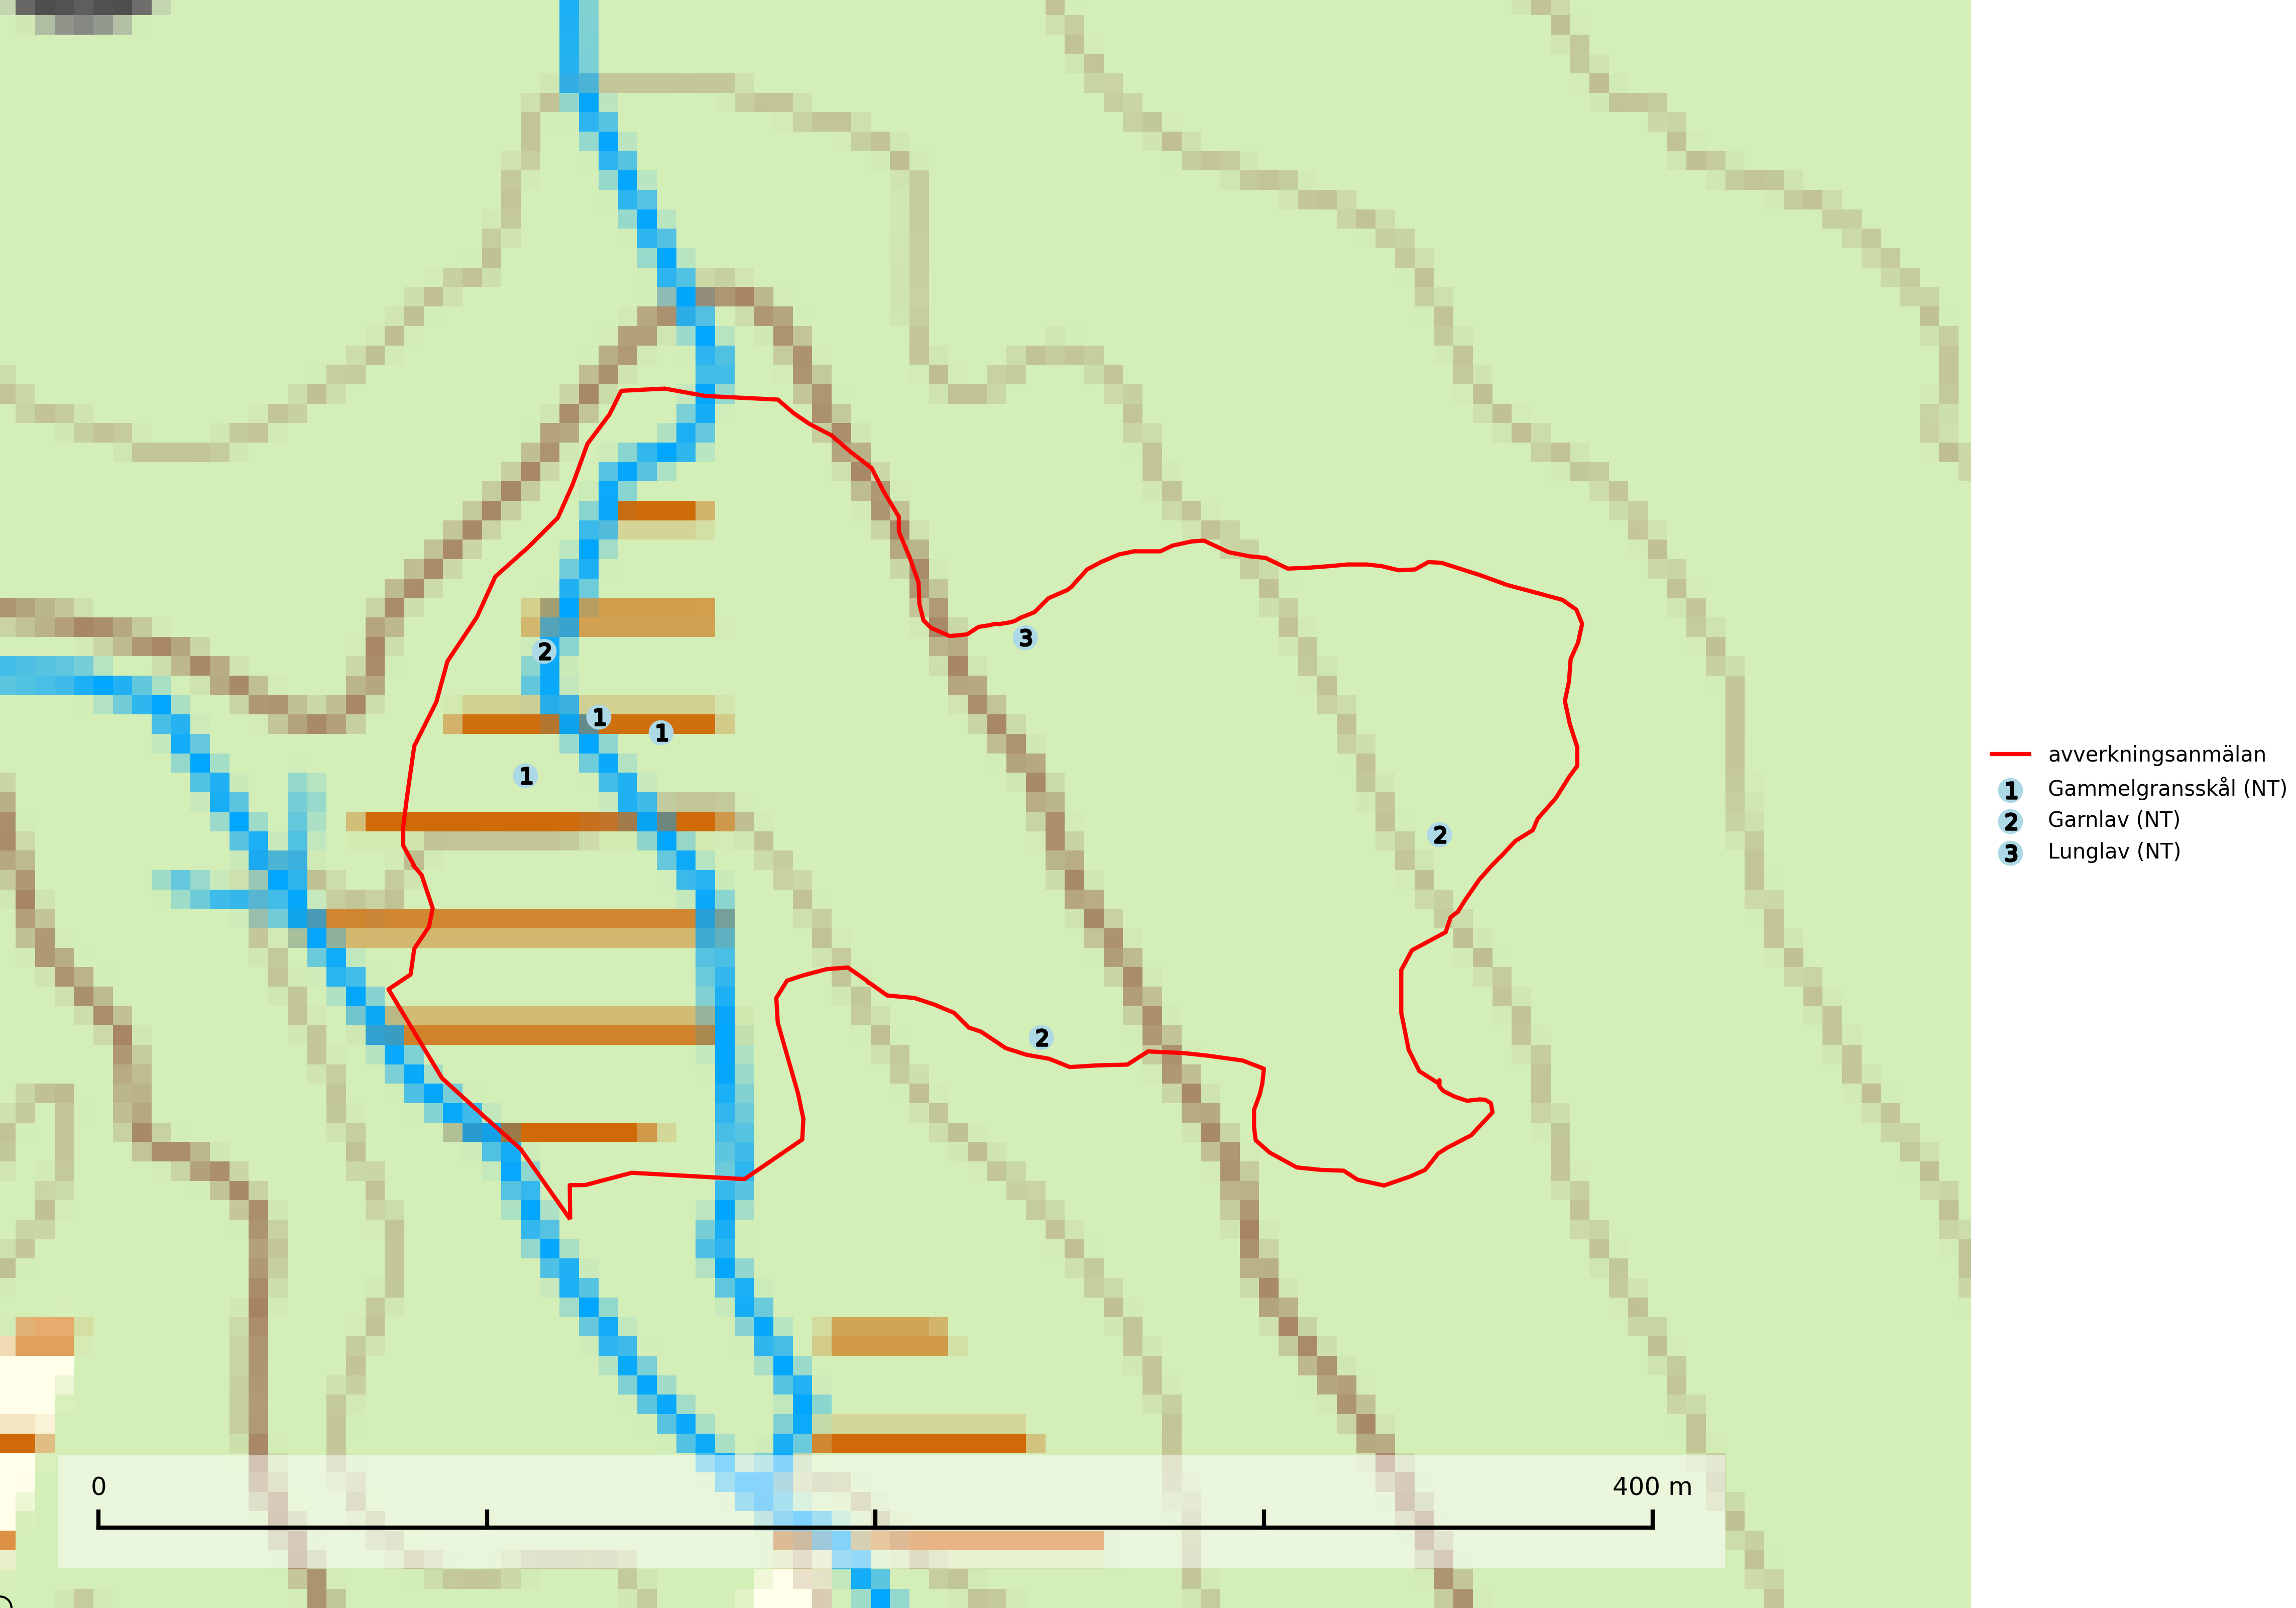 2
1
1
1
3
2
2
0
400 m
avverkningsanmälan
1 Gammelgransskål (NT)
2 Garnlav (NT)
3 Lunglav (NT)